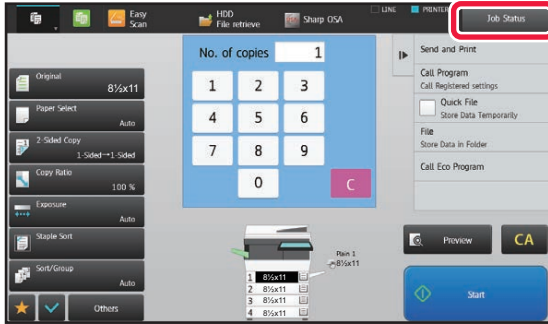 Easy
Scan
HDD
File retrieve
Sharp OSA
LINE
PRINTER
Job Status
No. of copies 1
Send and Print
Call Program
Call Registered settings
Quick File
Store Data Temporarily
File
Store Data in Folder
Call Eco Program
Original
8½x11
Paper Select
Auto
2-Sided Copy
1-Sided→1-Sided
Copy Ratio
100 %
Exposure
Auto
Staple Sort
Sort/Group
Auto
Others
1 2 3
4 5 6
7 8 9
0 C
Plain 1
8½x11
1 8½x11
2 8½x11
3 8½x11
4 8½x11
Preview
CA
Start